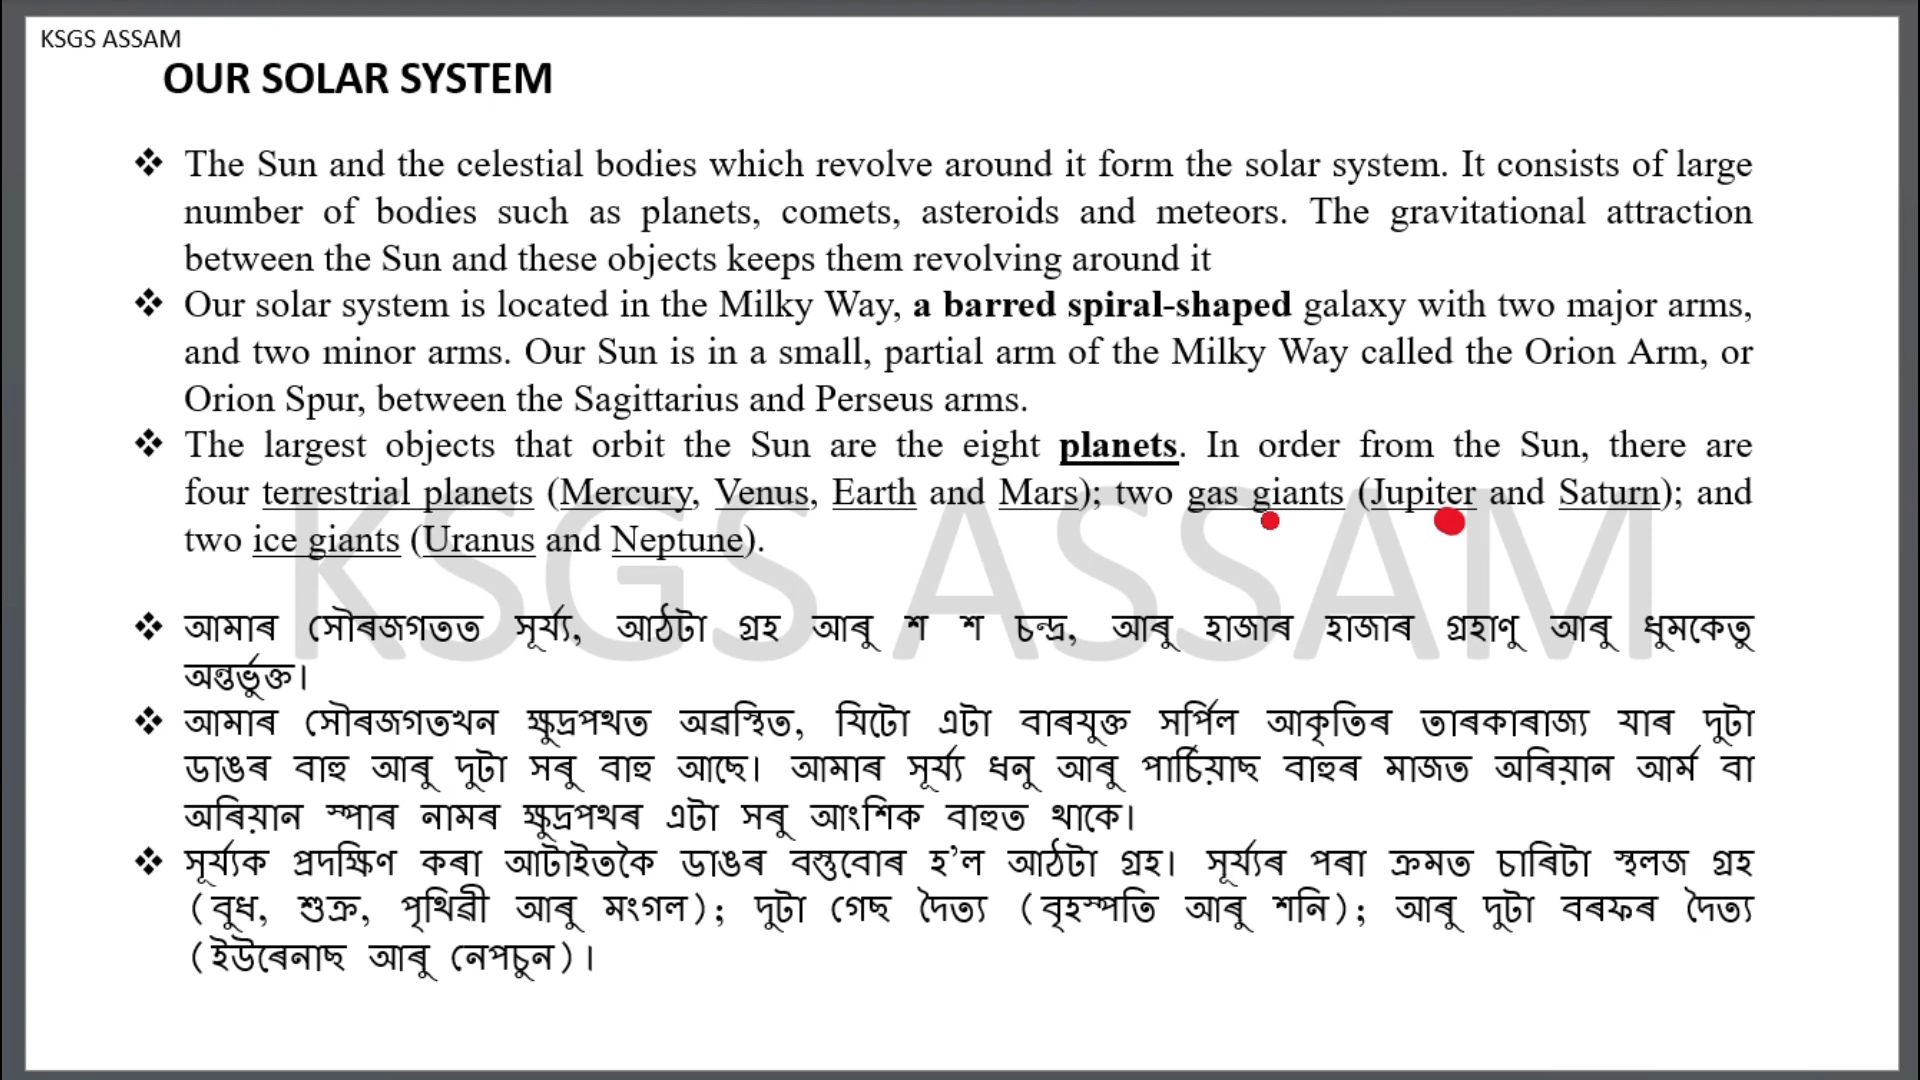 KSGS ASSAM
OUR SOLAR SYSTEM
❖ The Sun and the celestial bodies which revolve around it form the solar system. It consists of large
number of bodies such as planets, comets, asteroids and meteors. The gravitational attraction
between the Sun and these objects keeps them revolving around it
❖ Our solar system is located in the Milky Way, a barred spiral-shaped galaxy with two major arms,
and two minor arms. Our Sun is in a small, partial arm of the Milky Way called the Orion Arm, or
Orion Spur, between the Sagittarius and Perseus arms.
❖ The largest objects that orbit the Sun are the eight planets. In order from the Sun, there are
four terrestrial planets (Mercury, Venus, Earth and Mars); two gas giants (Jupiter and Saturn); and
two ice giants (Uranus and Neptune).
KSGS ASSAM
❖ আমাৰ সৌৰজগতত সূৰ্য্য, আঠটা গ্ৰহ আৰু শ শ চন্দ্ৰ, আৰু হাজাৰ হাজাৰ গ্ৰহাণু আৰু ধুমকেতু
অন্তৰ্ভুক্ত।
❖ আমাৰ সৌৰজগতখন ক্ষুদ্ৰপথত অৱস্থিত, যিটো এটা বাৰযুক্ত সৰ্পিল আকৃতিৰ তাৰকাৰাজ্য যাৰ দুটা
ডাঙৰ বাহু আৰু দুটা সৰু বাহু আছে। আমাৰ সূৰ্য্য ধনু আৰু পাৰ্চিয়াছ বাহুৰ মাজত অৰিয়ান আৰ্ম বা
অৰিয়ান স্পাৰ নামৰ ক্ষুদ্ৰপথৰ এটা সৰু আংশিক বাহুত থাকে।
❖ সূৰ্য্যক প্ৰদক্ষিণ কৰা আটাইতকৈ ডাঙৰ বস্তুবোৰ হ’ল আঠটা গ্ৰহ। সূৰ্য্যৰ পৰা ক্ৰমত চাৰিটা স্থলজ গ্ৰহ
(বুধ, শুক্ৰ, পৃথিৱী আৰু মংগল); দুটা গেছ দৈত্য (বৃহস্পতি আৰু শনি); আৰু দুটা বৰফৰ দৈত্য
(ইউৰেনাছ আৰু নেপচুন)।